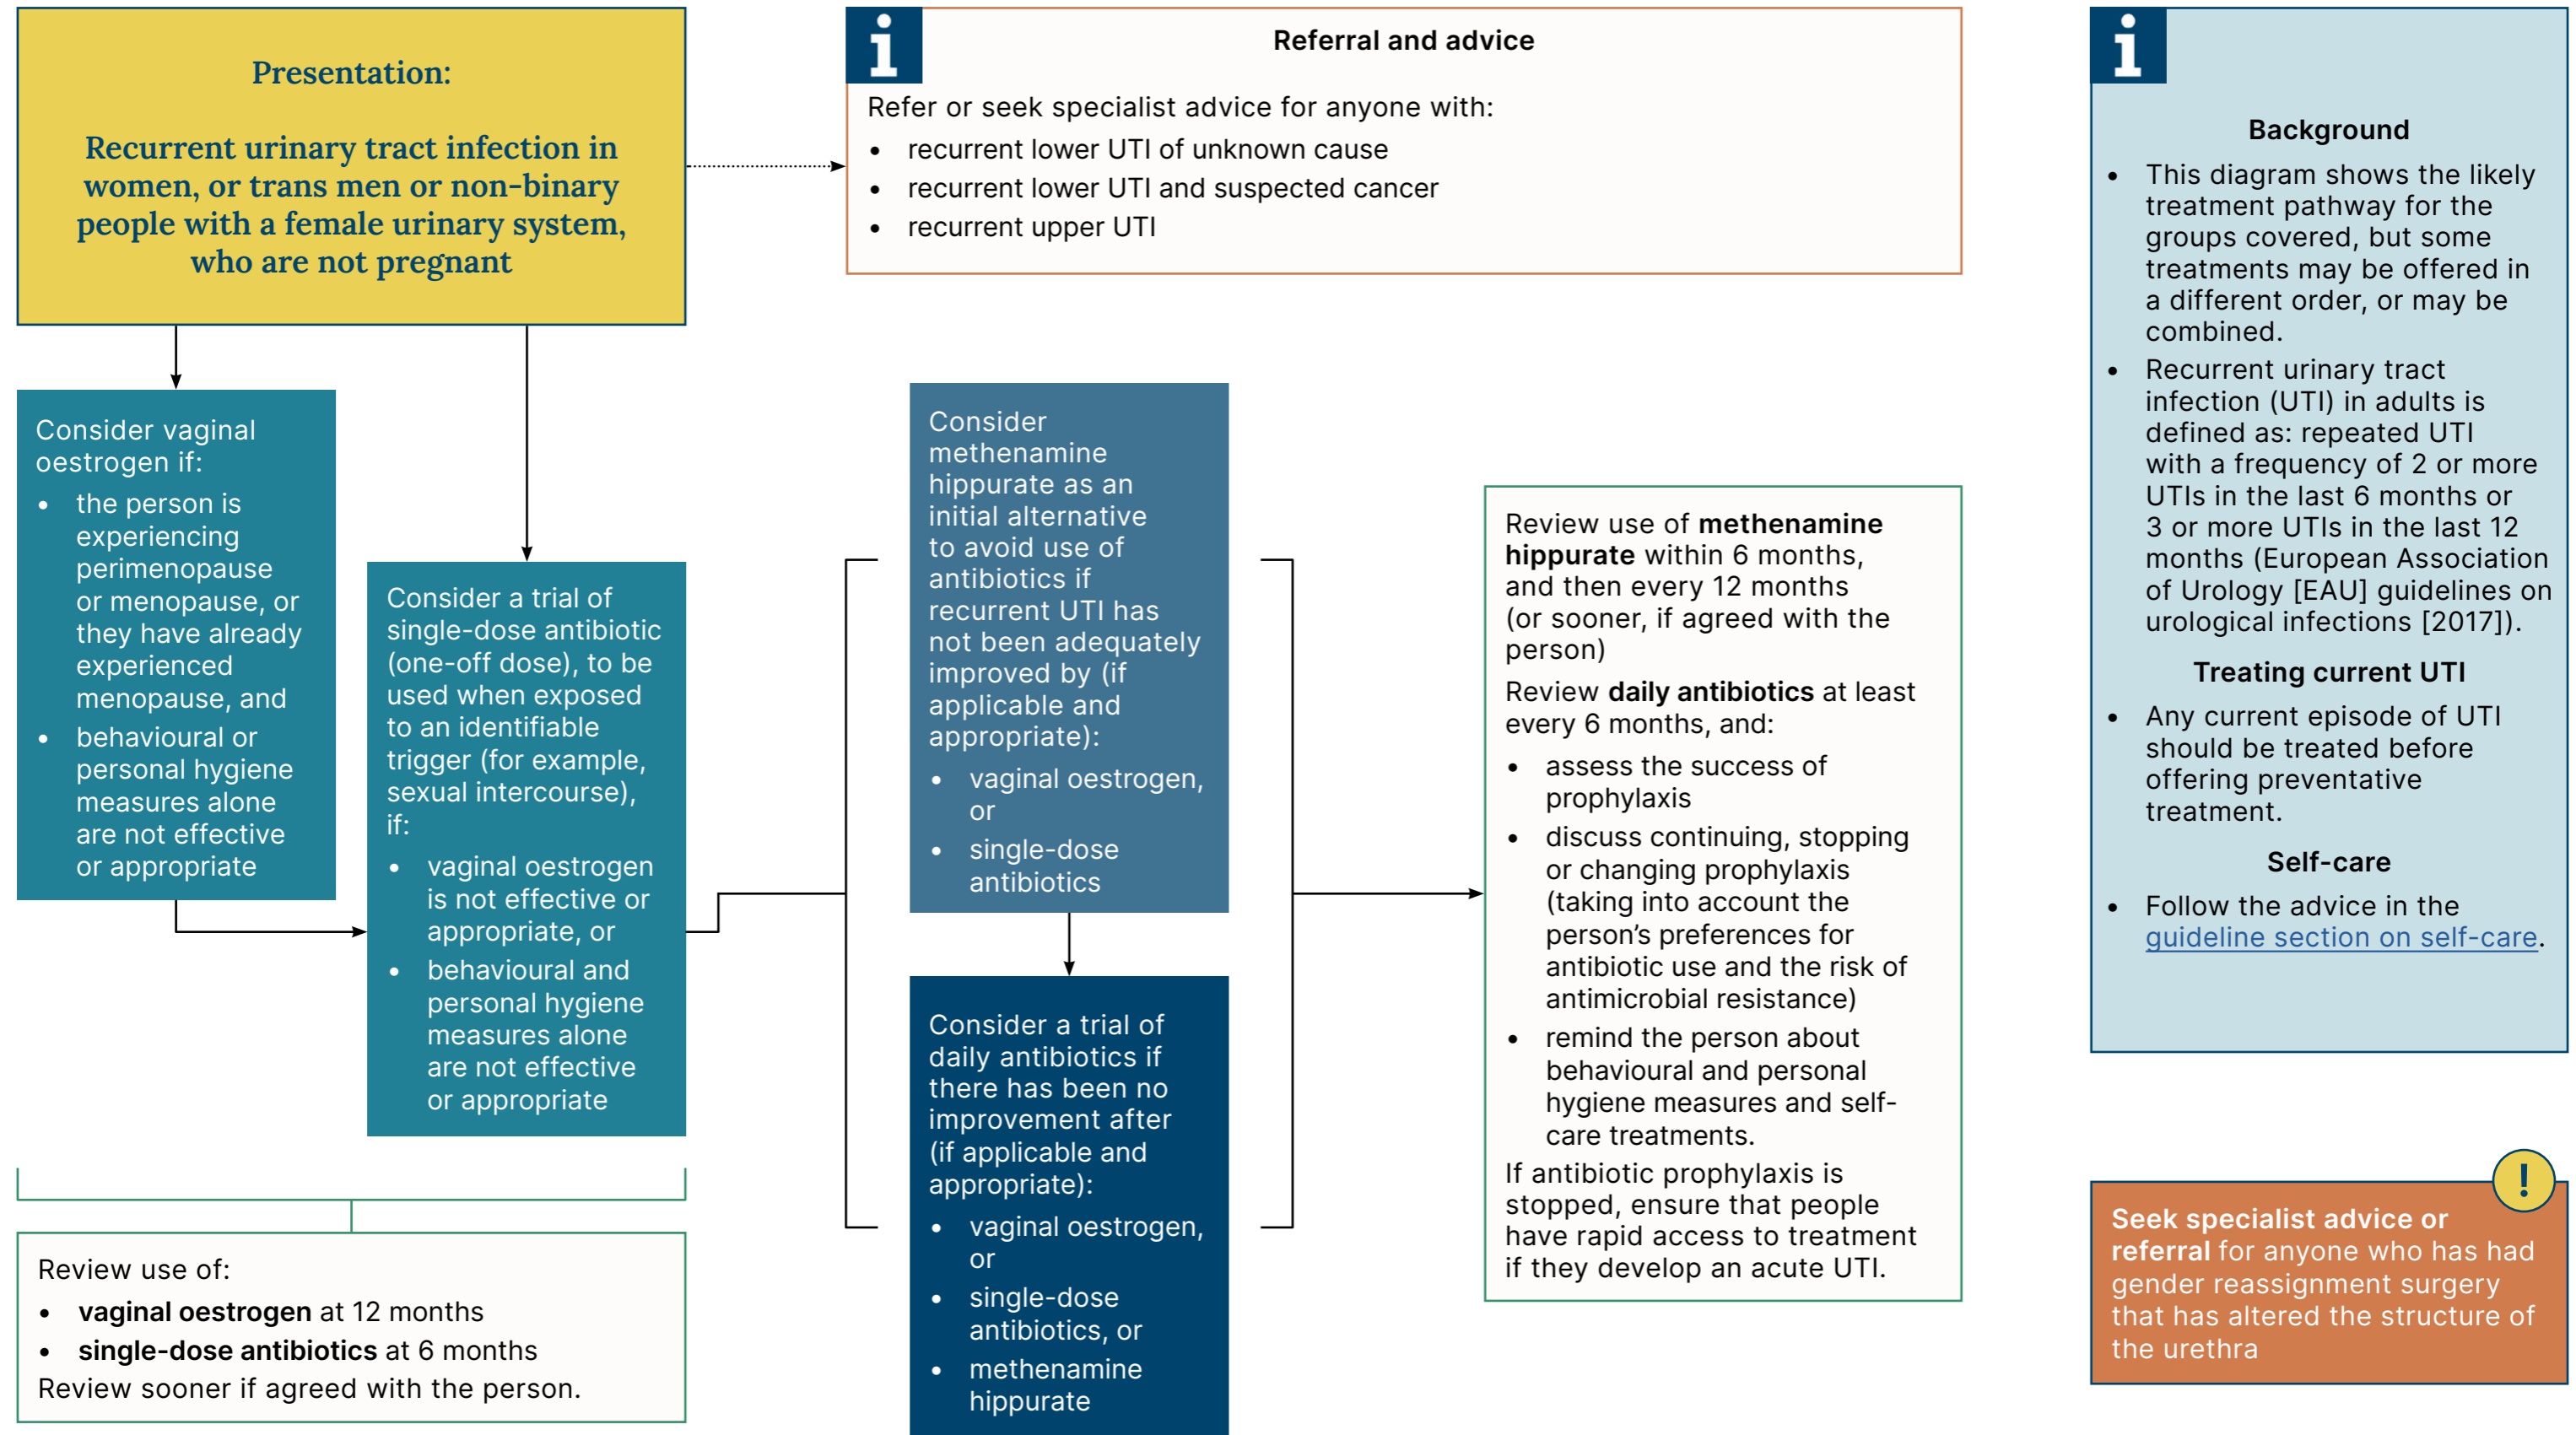 Presentation:
Recurrent urinary tract infection in
women, or trans men or non-binary
people with a female urinary system,
who are not pregnant
Referral and advice
Refer or seek specialist advice for anyone with:
• recurrent lower UTI of unknown cause
• recurrent lower UTI and suspected cancer
• recurrent upper UTI
Consider vaginal
oestrogen if:
• the person is
experiencing
perimenopause
or menopause, or
they have already
experienced
menopause, and
• behavioural or
personal hygiene
measures alone
are not effective
or appropriate
Consider a trial of
single-dose antibiotic
(one-off dose), to be
used when exposed
to an identifiable
trigger (for example,
sexual intercourse),
if:
• vaginal oestrogen
is not effective or
appropriate, or
• behavioural and
personal hygiene
measures alone
are not effective
or appropriate
Review use of:
• vaginal oestrogen at 12 months
• single-dose antibiotics at 6 months
Review sooner if agreed with the person.
Consider
methenamine
hippurate as an
initial alternative
to avoid use of
antibiotics if
recurrent UTI has
not been adequately
improved by (if
applicable and
appropriate):
• vaginal oestrogen,
or
• single-dose
antibiotics
Consider a trial of
daily antibiotics if
there has been no
improvement after
(if applicable and
appropriate):
• vaginal oestrogen,
or
• single-dose
antibiotics, or
• methenamine
hippurate
Review use of methenamine
hippurate within 6 months,
and then every 12 months
(or sooner, if agreed with the
person)
Review daily antibiotics at least
every 6 months, and:
• assess the success of
prophylaxis
• discuss continuing, stopping
or changing prophylaxis
(taking into account the
person’s preferences for
antibiotic use and the risk of
antimicrobial resistance)
• remind the person about
behavioural and personal
hygiene measures and self-
care treatments.
If antibiotic prophylaxis is
stopped, ensure that people
have rapid access to treatment
if they develop an acute UTI.
Background
• This diagram shows the likely
treatment pathway for the
groups covered, but some
treatments may be offered in
a different order, or may be
combined.
• Recurrent urinary tract
infection (UTI) in adults is
defined as: repeated UTI
with a frequency of 2 or more
UTIs in the last 6 months or
3 or more UTIs in the last 12
months (European Association
of Urology [EAU] guidelines on
urological infections [2017]).
Treating current UTI
• Any current episode of UTI
should be treated before
offering preventative
treatment.
Self-care
• Follow the advice in the
guideline section on self-care.
!
Seek specialist advice or
referral for anyone who has had
gender reassignment surgery
that has altered the structure of
the urethra